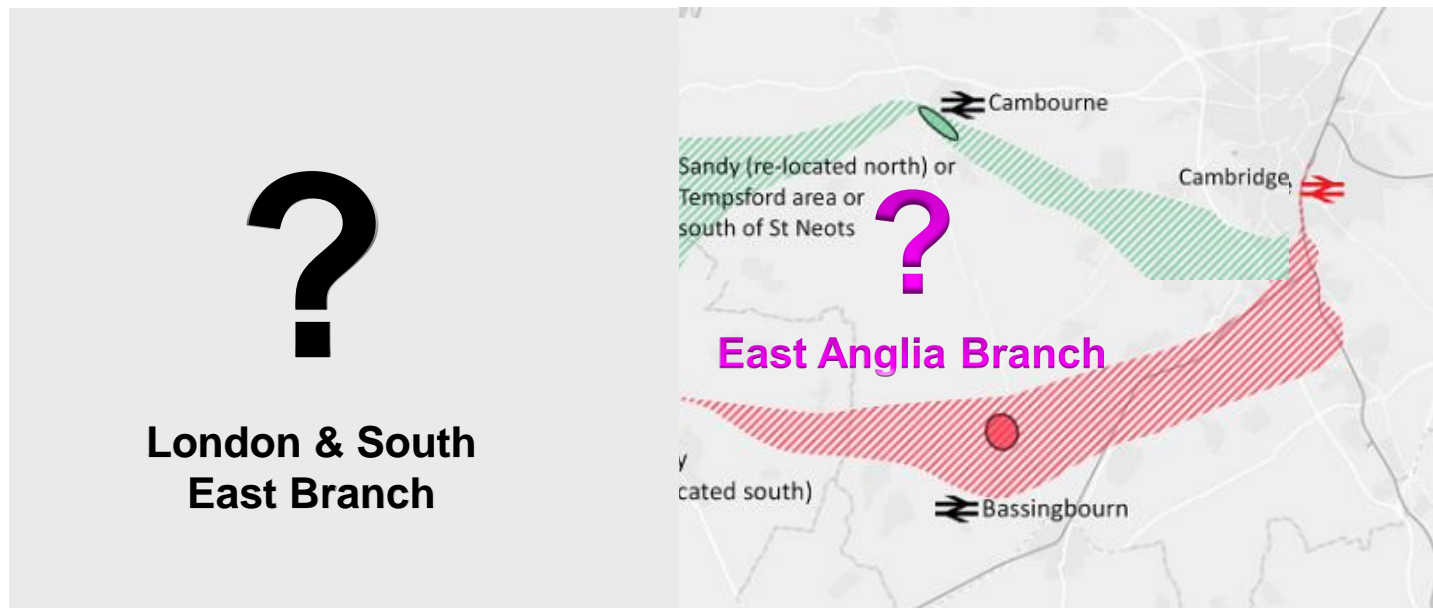 ?
London & South
East Branch
Cambourne
Sandy (re-located north) or
Tempsford area or
south of St Neots
Cambridge
?
East Anglia Branch
cated south)
Bassingbourn